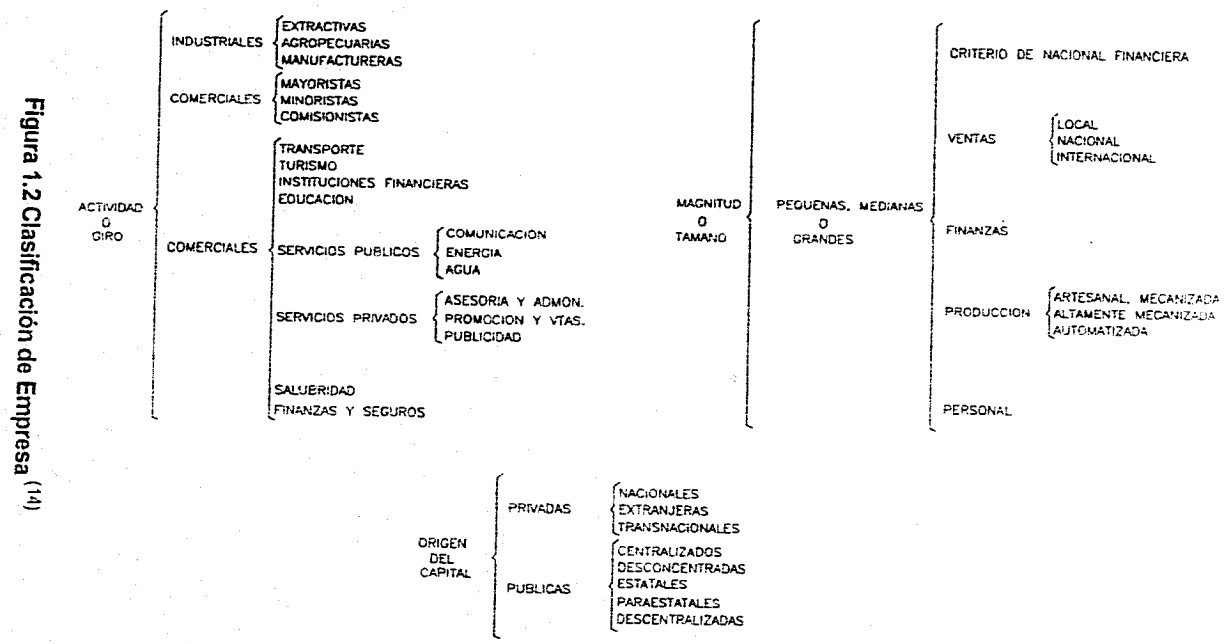 Figura 1.2 Clasificación de Empresa (14)
ACTIVIDAD
O
GIRO
INDUSTRIALES
EXTRACTIVAS
AGROPECUARIAS
MANUFACTURERAS
COMERCIALES
MAYORISTAS
MINORISTAS
COMISIONISTAS
COMERCIALES
TRANSPORTE
TURISMO
INSTITUCIONES FINANCIERAS
EDUCACION
SERVICIOS PUBLICOS
COMUNICACION
ENERGIA
AGUA
SERVICIOS PRIVADOS
ASESORIA Y ADMON.
PROMOCION Y VTAS.
PUBLICIDAD
SALUBRIDAD
FINANZAS Y SEGUROS
MAGNITUD
O
TAMANO
PEQUENAS, MEDIANAS
O
GRANDES
CRITERIO DE NACIONAL FINANCIERA
VENTAS
LOCAL
NACIONAL
INTERNACIONAL
FINANZAS
PRODUCCION
ARTESANAL, MECANIZADA
ALTAMENTE MECANIZADA
AUTOMATIZADA
PERSONAL
ORIGEN
DEL
CAPITAL
PRIVADAS
NACIONALES
EXTRANJERAS
TRANSNACIONALES
PUBLICAS
CENTRALIZADOS
DESCONCENTRADAS
ESTATALES
PARAESTATALES
DESCENTRALIZADAS